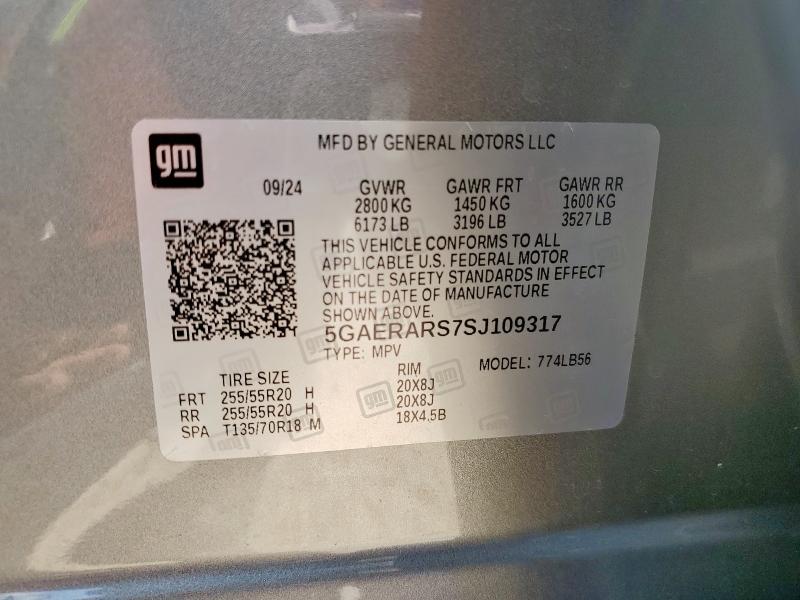 gm
MFD BY GENERAL MOTORS LLC
09/24 GVWR GAWR FRT GAWR RR
2800 KG 1450 KG 1600 KG
6173 LB 3196 LB 3527 LB
THIS VEHICLE CONFORMS TO ALL
APPLICABLE U.S. FEDERAL MOTOR
VEHICLE SAFETY STANDARDS IN EFFECT
ON THE DATE OF MANUFACTURE
SHOWN ABOVE.
5GAERARS7SJ109317
TYPE: MPV MODEL: 774LB56
TIRE SIZE RIM
FRT 255/55R20 H 20X8J
RR 255/55R20 H 20X8J
SPA T135/70R18 M 18X4.5B